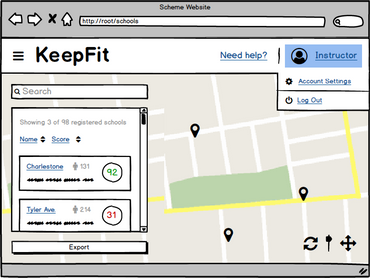 Scheme Website
http://root/schools
KeepFit
Need help?
Instructor
Account Settings
Log Out
Search
Showing 3 of 98 registered schools
Name
Score
Charlestone
131
92
Tyler Ave.
214
31
Export